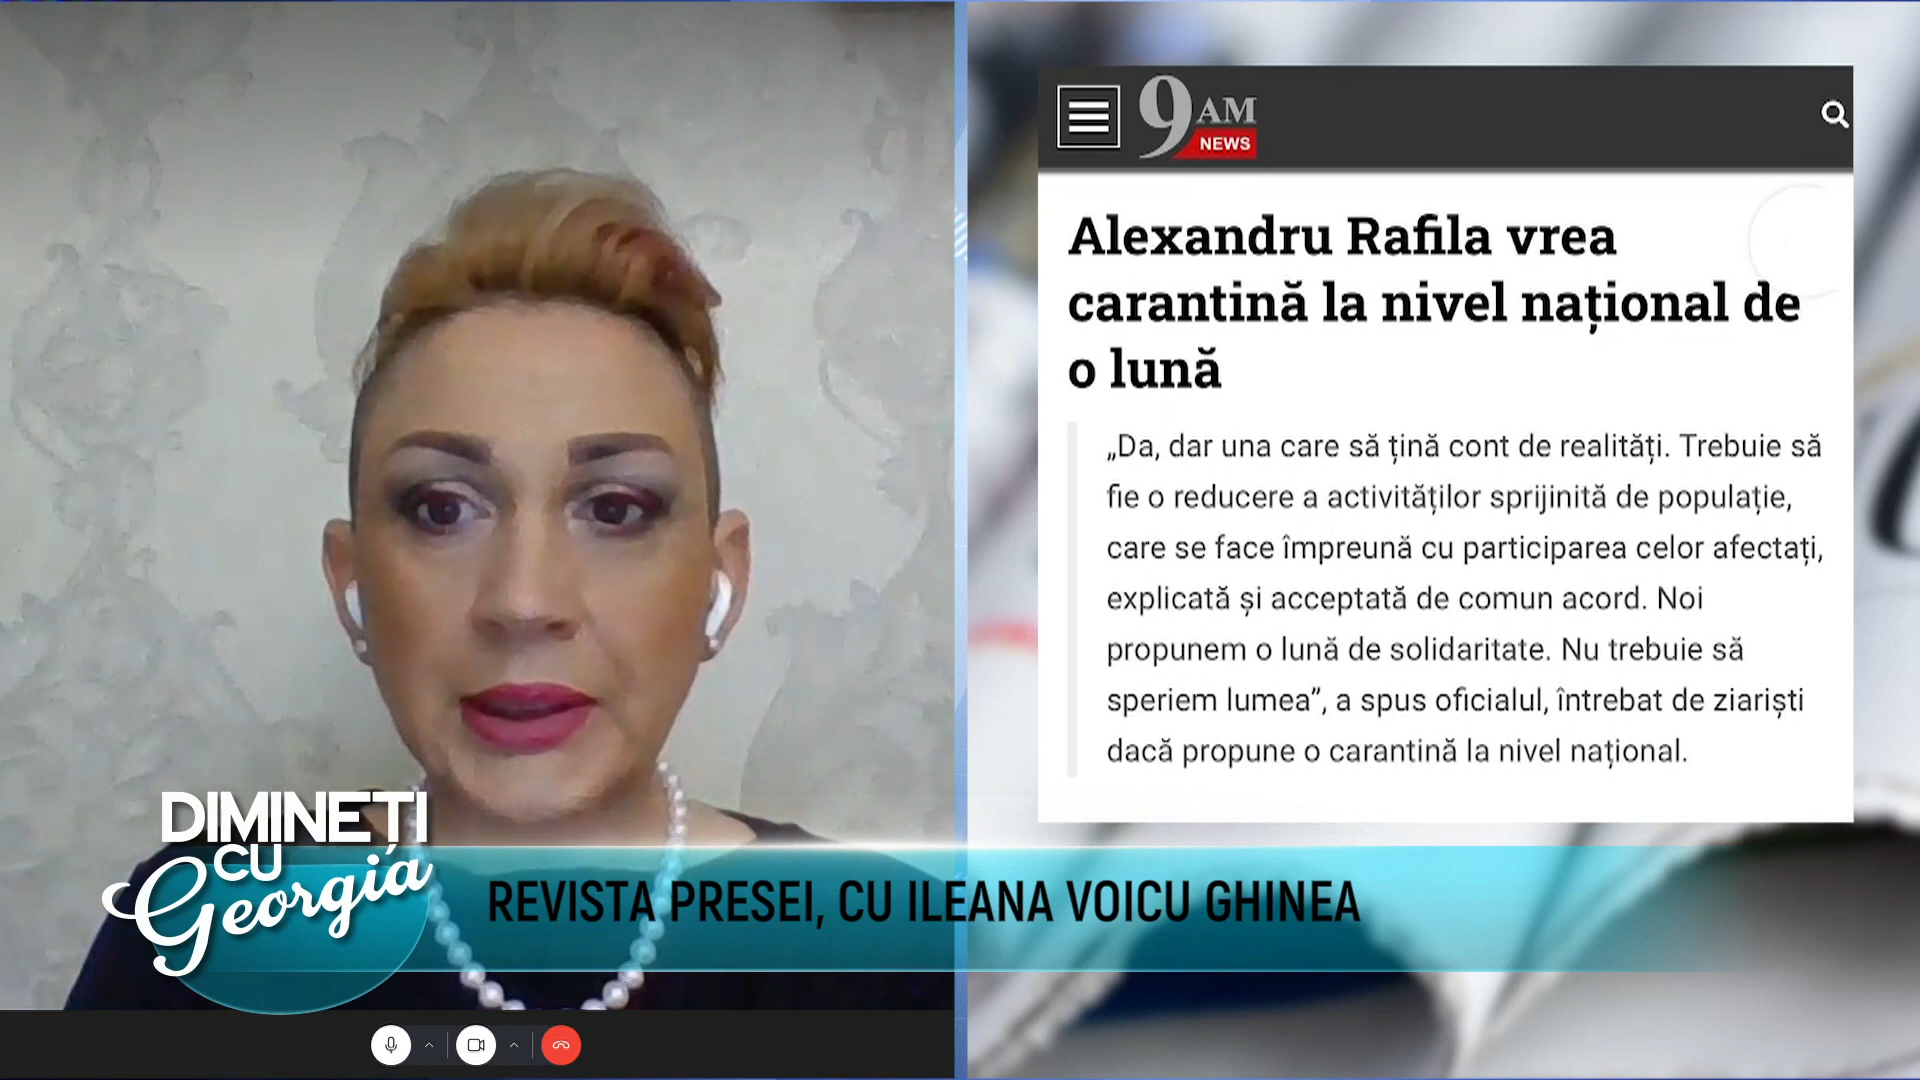 9 AM
NEWS
Alexandru Rafila vrea
carantină la nivel național de
o lună
„Da, dar una care să țină cont de realități. Trebuie să
fie o reducere a activităților sprijinită de populație,
care se face împreună cu participarea celor afectați,
explicată și acceptată de comun acord. Noi
propunem o lună de solidaritate. Nu trebuie să
speriem lumea”, a spus oficialul, întrebat de ziariști
dacă propune o carantină la nivel național.
DIMINEȚI
CU
Georgia
REVISTA PRESEI, CU ILEANA VOICU GHINEA